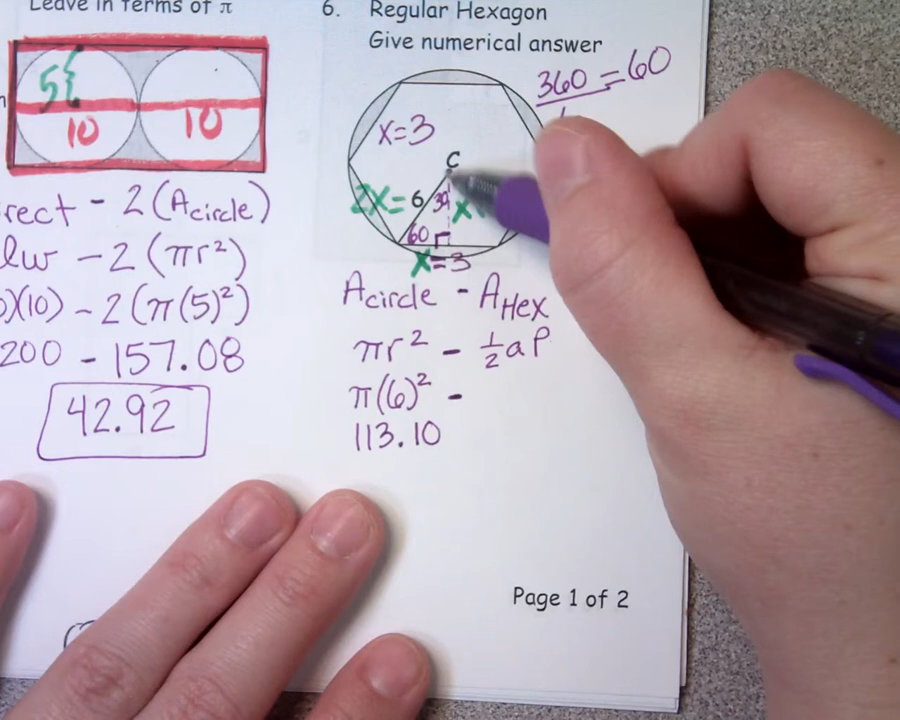 Leave in terms of π
5{
10 10
rect - 2(Acircle)
lw - 2(πr²)
)(10) - 2(π(5)²)
200 - 157.08
42.92
6. Regular Hexagon
Give numerical answer
360 = 60
x=3
C
2x= 6 30 x
60
x=3
Acircle - AHex
πr² - ½aP
π(6)² -
113.10
Page 1 of 2